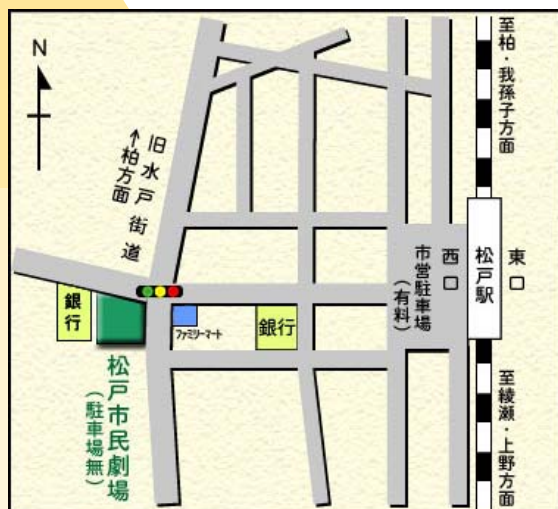 N
至柏・我孫子方面
旧水戸街道
↑柏方面
松戸駅
東口
西口
市営駐車場
(有料)
銀行
ファミリーマート
銀行
松戸市民劇場
(駐車場無)
至綾瀬・上野方面